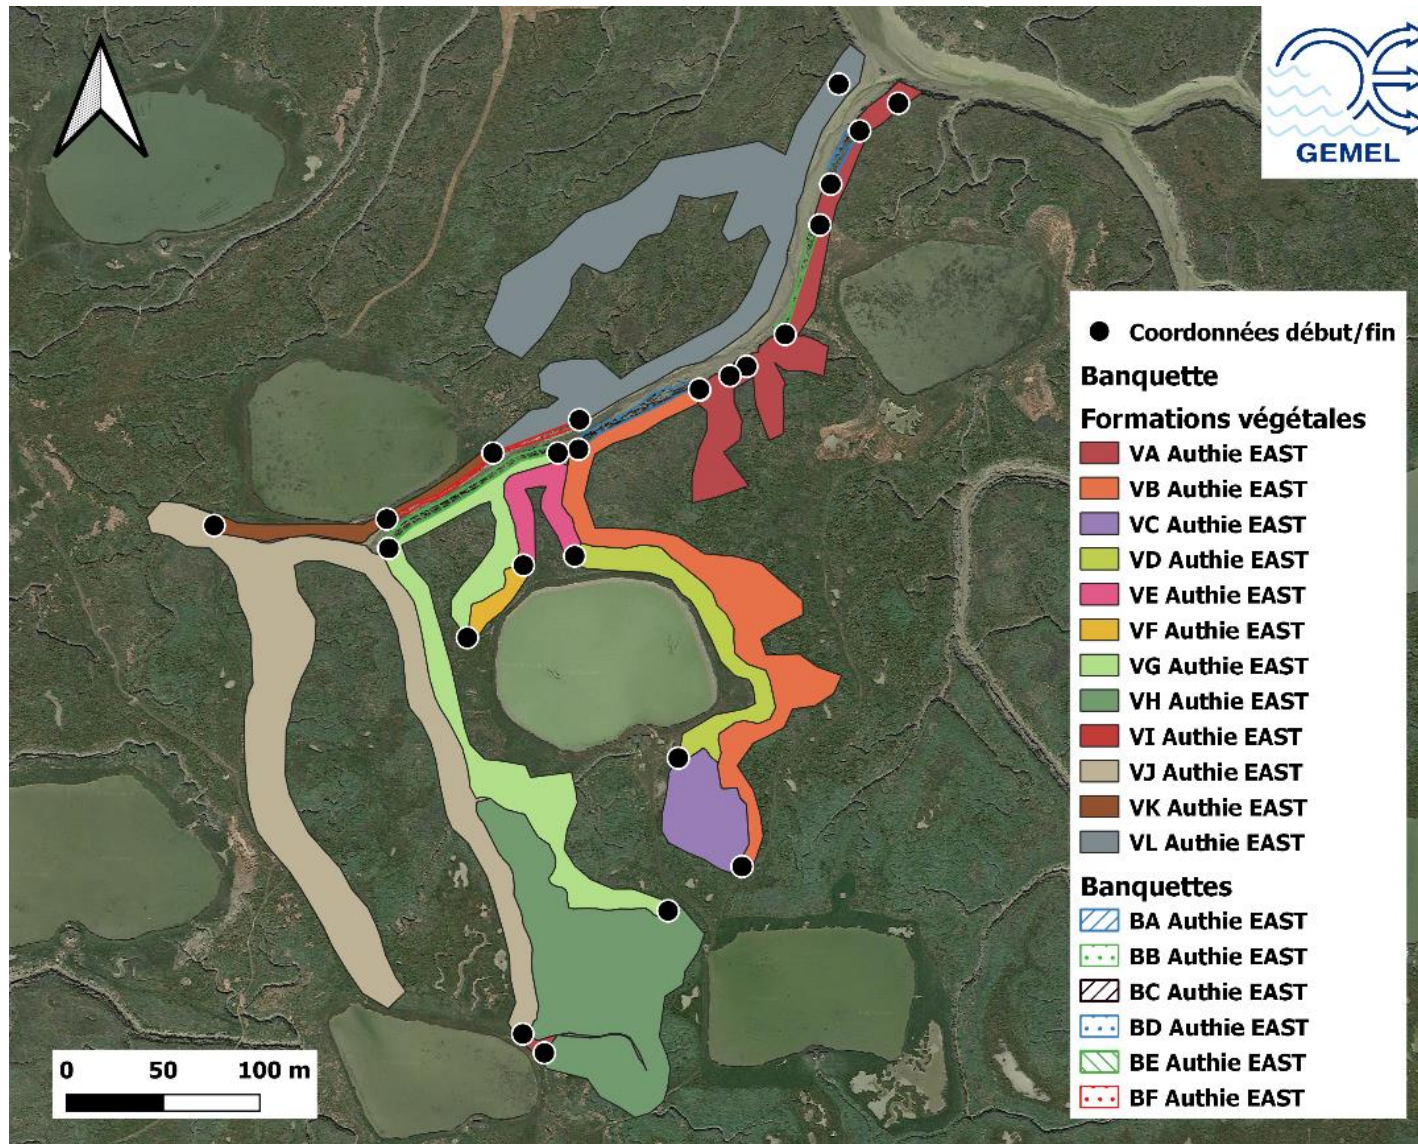 GEMEL
Coordonnées début/fin
Banquette
Formations végétales
VA Authie EAST
VB Authie EAST
VC Authie EAST
VD Authie EAST
VE Authie EAST
VF Authie EAST
VG Authie EAST
VH Authie EAST
VI Authie EAST
VJ Authie EAST
VK Authie EAST
VL Authie EAST
Banquettes
BA Authie EAST
BB Authie EAST
BC Authie EAST
BD Authie EAST
BE Authie EAST
BF Authie EAST
0 50 100 m